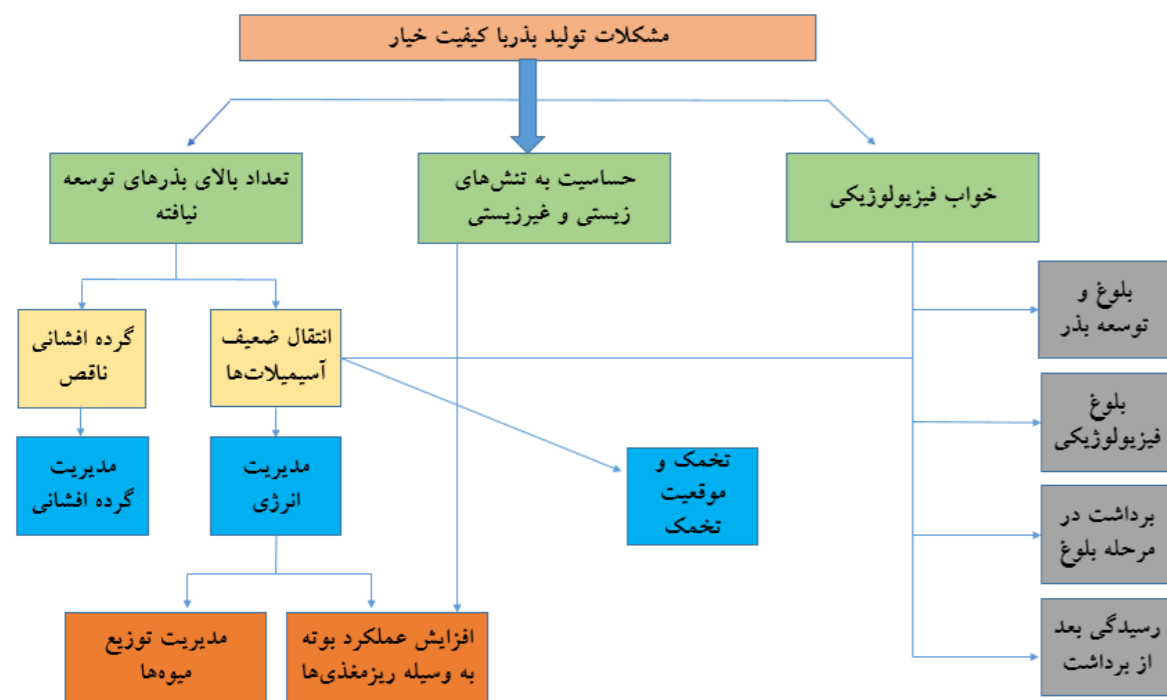 مشکلات تولید بذربا کیفیت خیار
خواب فیزیولوژیکی
حساسیت به تنش‌های
زیستی و غیرزیستی
تعداد بالای بذرهای توسعه
نیافته
بلوغ و
توسعه بذر
انتقال ضعیف
آسیمیلات‌ها
گرده افشانی
ناقص
بلوغ
فیزیولوژیکی
تخمک و
موقعیت
تخمک
مدیریت
انرژی
مدیریت
گرده افشانی
برداشت در
مرحله بلوغ
رسیدگی بعد
از برداشت
افزایش عملکرد بوته
به وسیله ریزمغذی‌ها
مدیریت توزیع
میوه‌ها